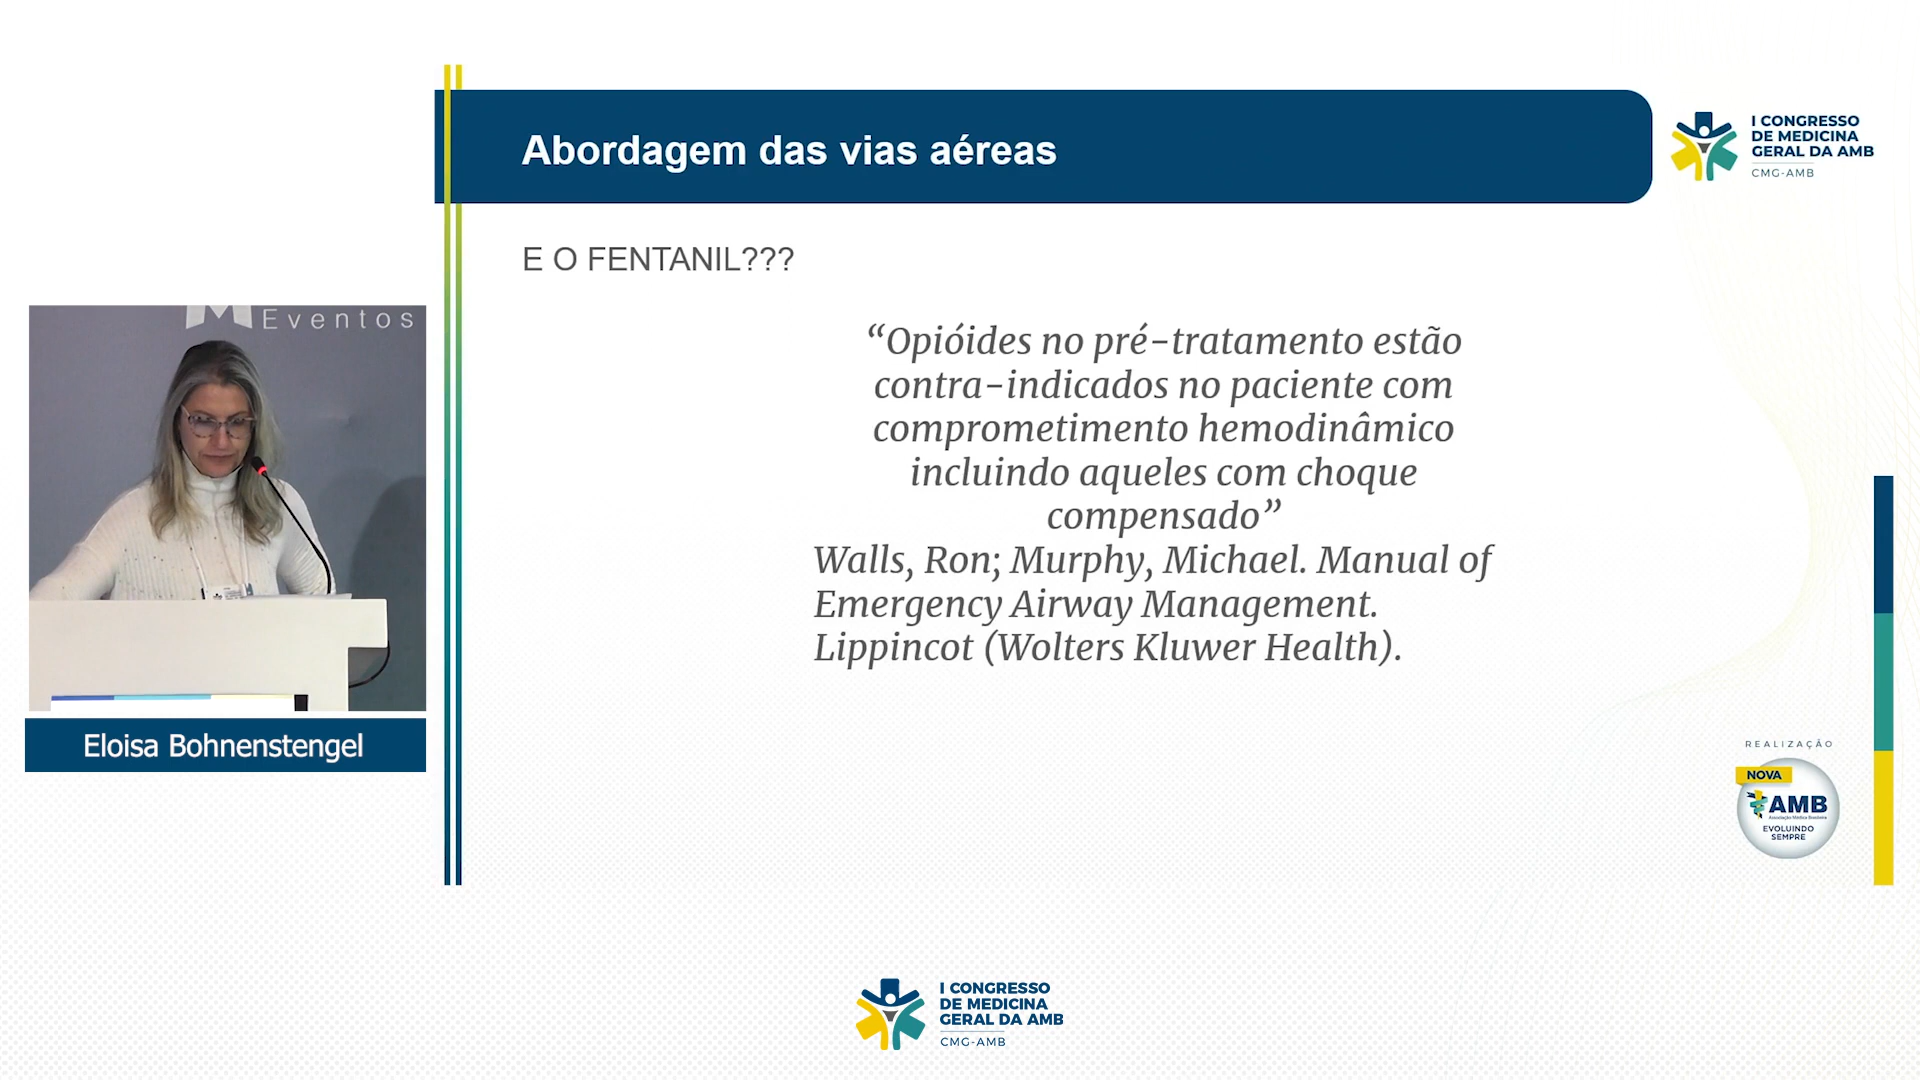 Abordagem das vias aéreas
I CONGRESSO
DE MEDICINA
GERAL DA AMB
CMG-AMB
E O FENTANIL???
“Opióides no pré-tratamento estão
contra-indicados no paciente com
comprometimento hemodinâmico
incluindo aqueles com choque
compensado”
Walls, Ron; Murphy, Michael. Manual of
Emergency Airway Management.
Lippincot (Wolters Kluwer Health).
M
Eventos
Eloisa Bohnenstengel
REALIZAÇÃO
NOVA
AMB
Associação Médica Brasileira
EVOLUINDO
SEMPRE
I CONGRESSO
DE MEDICINA
GERAL DA AMB
CMG-AMB